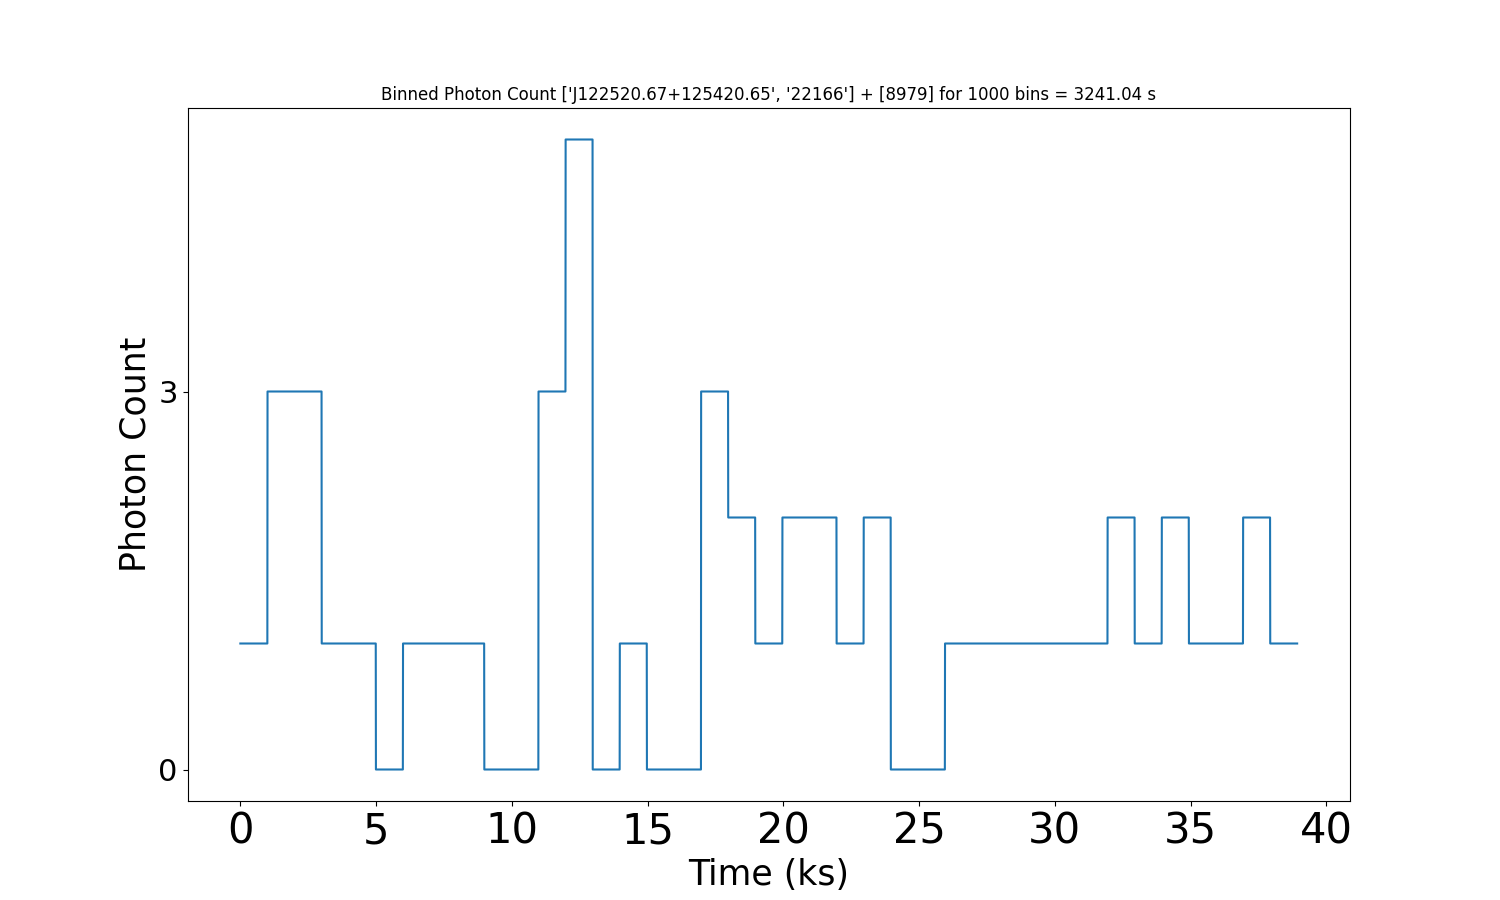 Binned Photon Count ['J122520.67+125420.65', '22166'] + [8979] for 1000 bins = 3241.04 s
Photon Count
3
0
0 5 10 15 20 25 30 35 40
Time (ks)